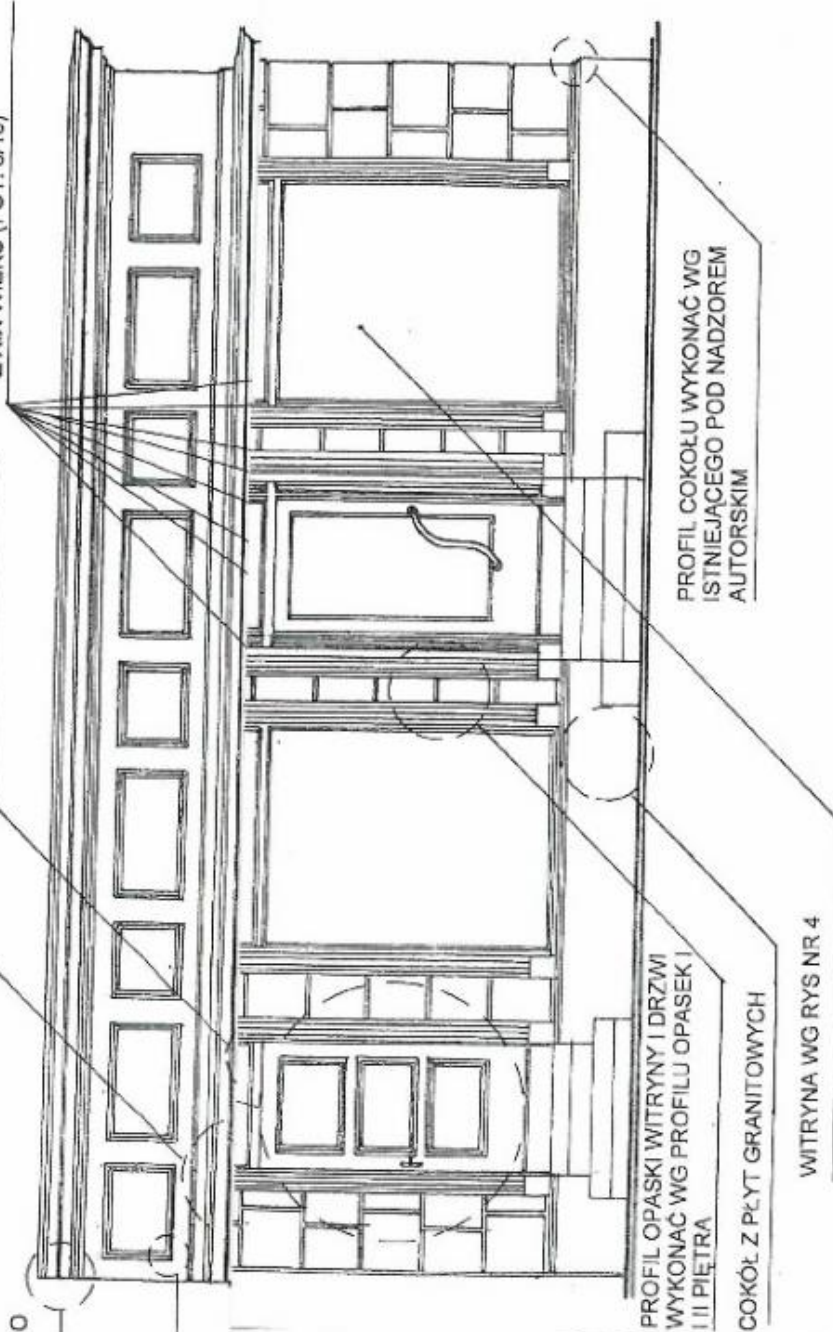 PROFIL COKOŁU WYKONAĆ WG
ISTNIEJĄCEGO POD NADZOREM
AUTORSKIM
PROFIL OPASKI WITRYNY I DRZWI
WYKONAĆ WG PROFILU OPASEK I
I II PIĘTRA
COKÓŁ Z PŁYT GRANITOWYCH
WITRYNA WG RYS NR 4